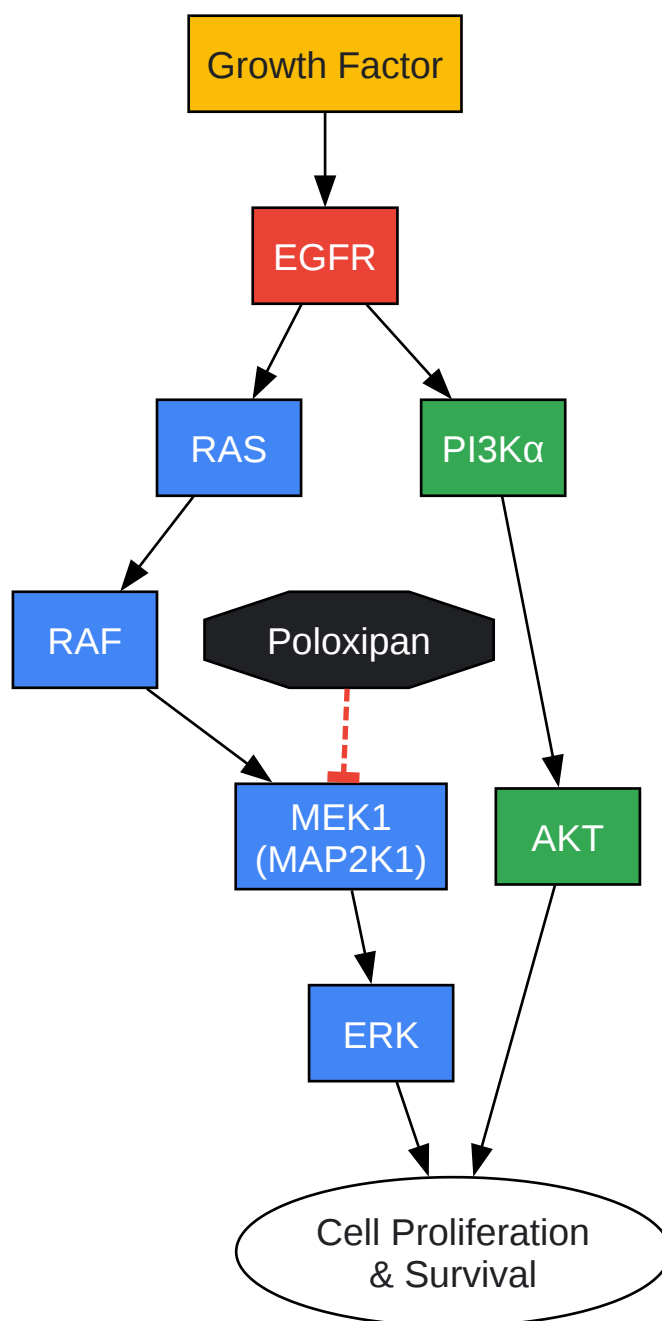 Growth Factor
EGFR
RAS
PI3Kα
RAF
Poloxipan
MEK1
(MAP2K1)
AKT
ERK
Cell Proliferation
& Survival